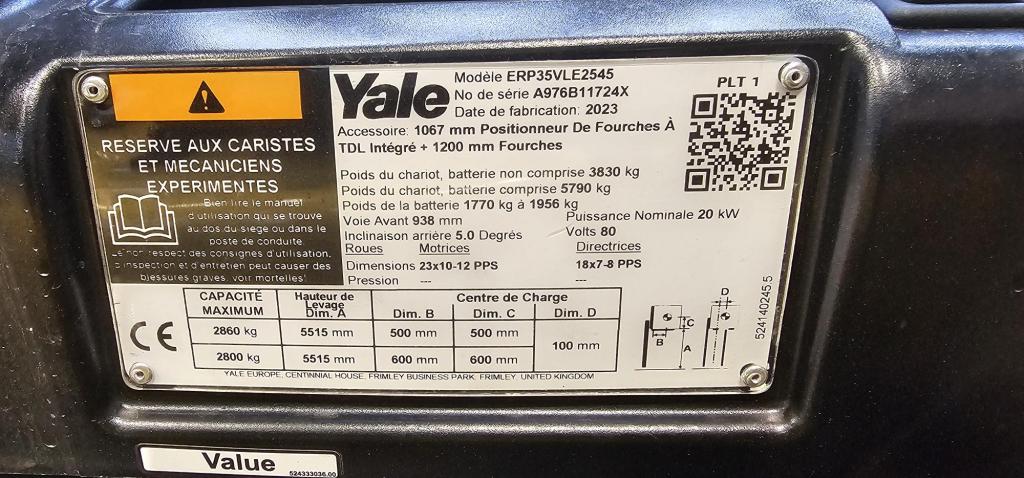 RESERVE AUX CARISTES
ET MECANICIENS
EXPERIMENTES
Bien lire le manuel
d'utilisation qui se trouve
au dos du siege ou dans le
poste de conduite.
Le non respect des consignes d'utilisation,
d'inspection et d'entretien peut causer des
blessures graves, voir mortelles!
Yale
Modèle ERP35VLE2545
No de série A976B11724X
Date de fabrication: 2023
PLT 1
Accessoire: 1067 mm Positionneur De Fourches À
TDL Intégré + 1200 mm Fourches
Poids du chariot, batterie non comprise 3830 kg
Poids du chariot, batterie comprise 5790 kg
Poids de la batterie 1770 kg à 1956 kg
Voie Avant 938 mm Puissance Nominale 20 kW
Inclinaison arrière 5.0 Degrés Volts 80
Roues Motrices Directrices
Dimensions 23x10-12 PPS 18x7-8 PPS
Pression --- ---
CAPACITÉ MAXIMUM
Hauteur de Levage Dim. A
Centre de Charge
Dim. B Dim. C Dim. D
2860 kg 5515 mm 500 mm 500 mm
100 mm
2800 kg 5515 mm 600 mm 600 mm
CE
D
C
B
A
524140245.5
YALE EUROPE, CENTINNIAL HOUSE, FRIMLEY BUSINESS PARK, FRIMLEY, UNITED KINGDOM
Value
524333036.00